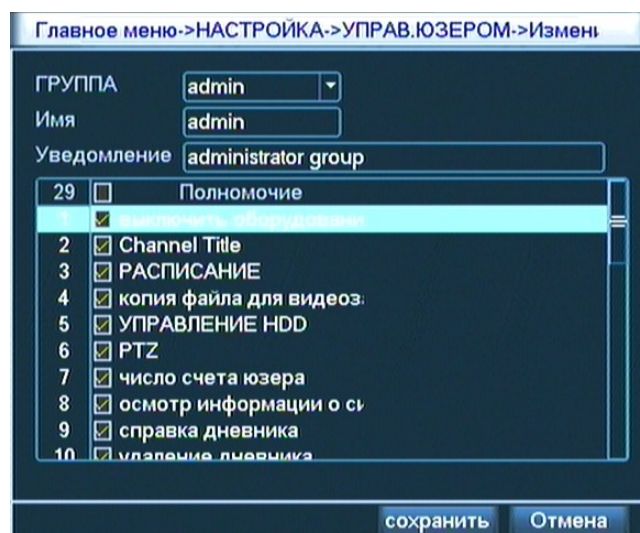 Главное меню->НАСТРОЙКА->УПРАВ.ЮЗЕРОМ->Измени
ГРУППА admin
Имя admin
Уведомление administrator group
29 Полномочие
1 выключить оборудовани
2 Channel Title
3 РАСПИСАНИЕ
4 копия файла для видеоз
5 УПРАВЛЕНИЕ HDD
6 PTZ
7 число счета юзера
8 осмотр информации о си
9 справка дневника
10 удаление дневника
сохранить Отмена